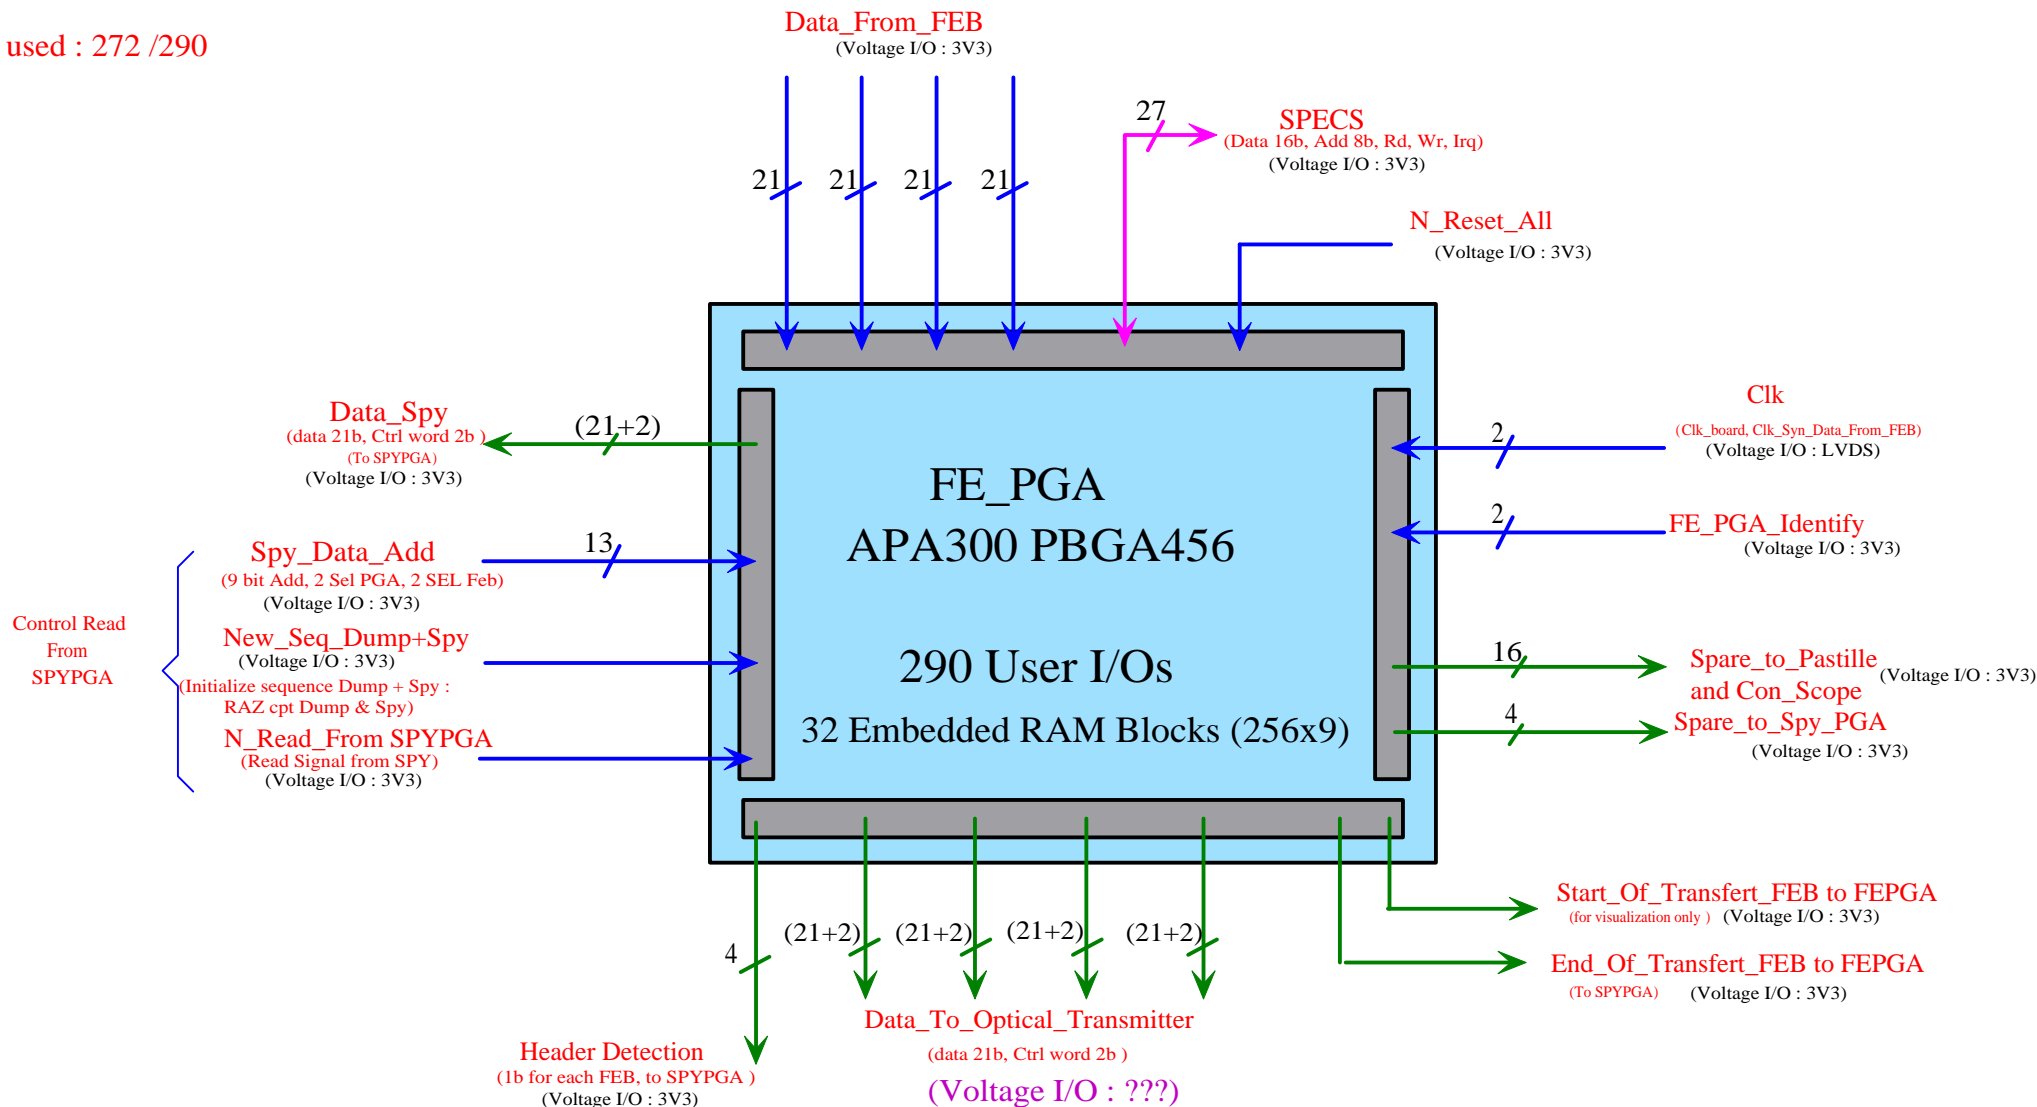 used : 272 /290
Data_From_FEB
(Voltage I/O : 3V3)
21
21
21
21
27
SPECS
(Data 16b, Add 8b, Rd, Wr, Irq)
(Voltage I/O : 3V3)
N_Reset_All
(Voltage I/O : 3V3)
Data_Spy
(data 21b, Ctrl word 2b )
(To SPYPGA)
(Voltage I/O : 3V3)
(21+2)
Clk
(Clk_board, Clk_Syn_Data_From_FEB)
(Voltage I/O : LVDS)
2
FE_PGA
APA300 PBGA456
290 User I/Os
32 Embedded RAM Blocks (256x9)
2
FE_PGA_Identify
(Voltage I/O : 3V3)
Control Read
From
SPYPGA
Spy_Data_Add
(9 bit Add, 2 Sel PGA, 2 SEL Feb)
(Voltage I/O : 3V3)
13
New_Seq_Dump+Spy
(Voltage I/O : 3V3)
(Initialize sequence Dump + Spy :
RAZ cpt Dump & Spy)
N_Read_From SPYPGA
(Read Signal from SPY)
(Voltage I/O : 3V3)
16
Spare_to_Pastille
(Voltage I/O : 3V3)
and Con_Scope
4
Spare_to_Spy_PGA
(Voltage I/O : 3V3)
Start_Of_Transfert_FEB to FEPGA
(for visualization only )
(Voltage I/O : 3V3)
End_Of_Transfert_FEB to FEPGA
(To SPYPGA)
(Voltage I/O : 3V3)
4
(21+2)
(21+2)
(21+2)
(21+2)
Data_To_Optical_Transmitter
(data 21b, Ctrl word 2b )
(Voltage I/O : ???)
Header Detection
(1b for each FEB, to SPYPGA )
(Voltage I/O : 3V3)